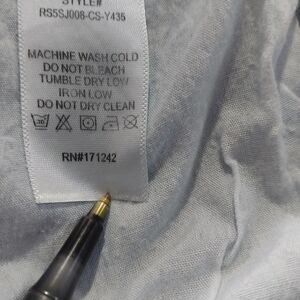 STYLE#
RS5SJ008-CS-Y435
MACHINE WASH COLD
DO NOT BLEACH
TUMBLE DRY LOW
IRON LOW
DO NOT DRY CLEAN
RN#171242